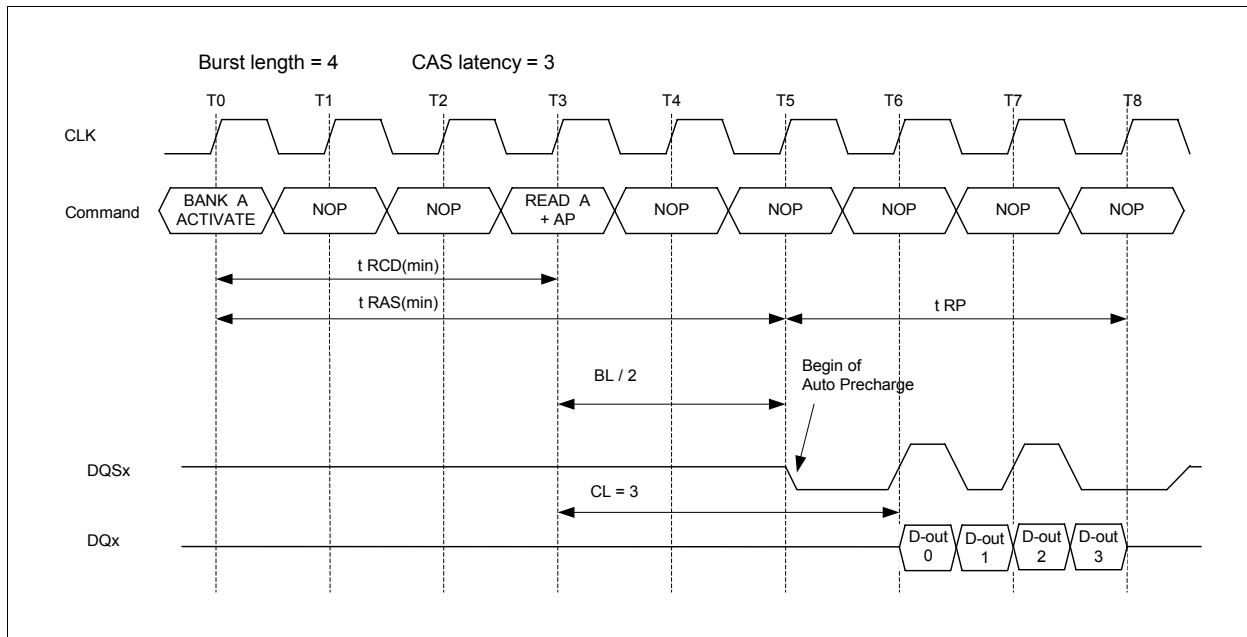 Burst length = 4 CAS latency = 3
T0 T1 T2 T3 T4 T5 T6 T7 T8
CLK
Command
BANK A
ACTIVATE
NOP
NOP
READ A
+ AP
NOP
NOP
NOP
NOP
NOP
t RCD(min)
t RAS(min)
t RP
BL / 2
Begin of
Auto Precharge
DQSx
CL = 3
DQx
D-out
0
D-out
1
D-out
2
D-out
3